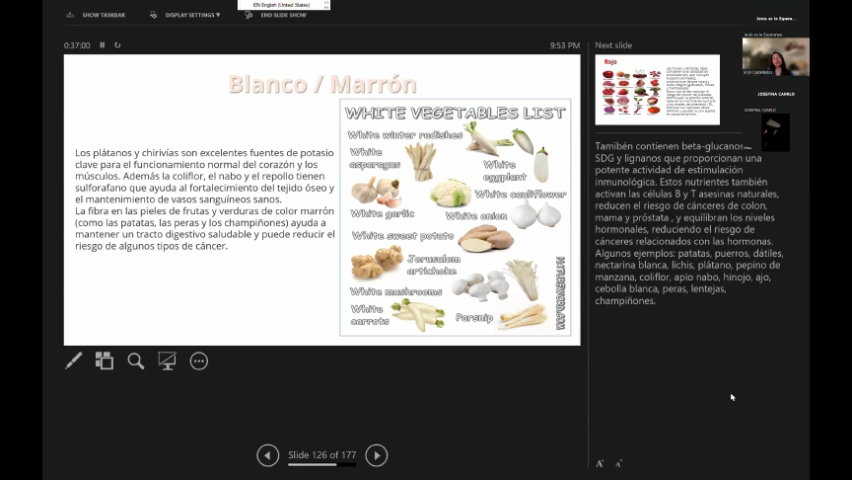 EN English (United States)
SHOW TASKBAR
DISPLAY SETTINGS ▼
END SLIDE SHOW
0:37:00
9:53 PM
Next slide
Blanco / Marrón
Los plátanos y chirivías son excelentes fuentes de potasio
clave para el funcionamiento normal del corazón y los
músculos. Además la coliflor, el nabo y el repollo tienen
sulforafano que ayuda al fortalecimiento del tejido óseo y
el mantenimiento de vasos sanguíneos sanos.
La fibra en las pieles de frutas y verduras de color marrón
(como las patatas, las peras y los champiñones) ayuda a
mantener un tracto digestivo saludable y puede reducir el
riesgo de algunos tipos de cáncer.
WHITE VEGETABLES LIST
White winter radishes
White
asparagus
White
eggplant
White cauliflower
White garlic
White onion
White sweet potato
Jerusalem
artichoke
White mushrooms
White
carrots
Parsnip
Rojo
JOSEFINA CAMILO
También contienen beta-glucanos
SDG y lignanos que proporcionan una
potente actividad de estimulación
inmunológica. Estos nutrientes también
activan las células B y T asesinas naturales,
reducen el riesgo de cánceres de colon,
mama y próstata , y equilibran los niveles
hormonales, reduciendo el riesgo de
cánceres relacionados con las hormonas.
Algunos ejemplos: patatas, puerros, dátiles,
nectarina blanca, lichis, plátano, pepino de
manzana, coliflor, apio nabo, hinojo, ajo,
cebolla blanca, peras, lentejas,
champiñones.
Slide 126 of 177
A A